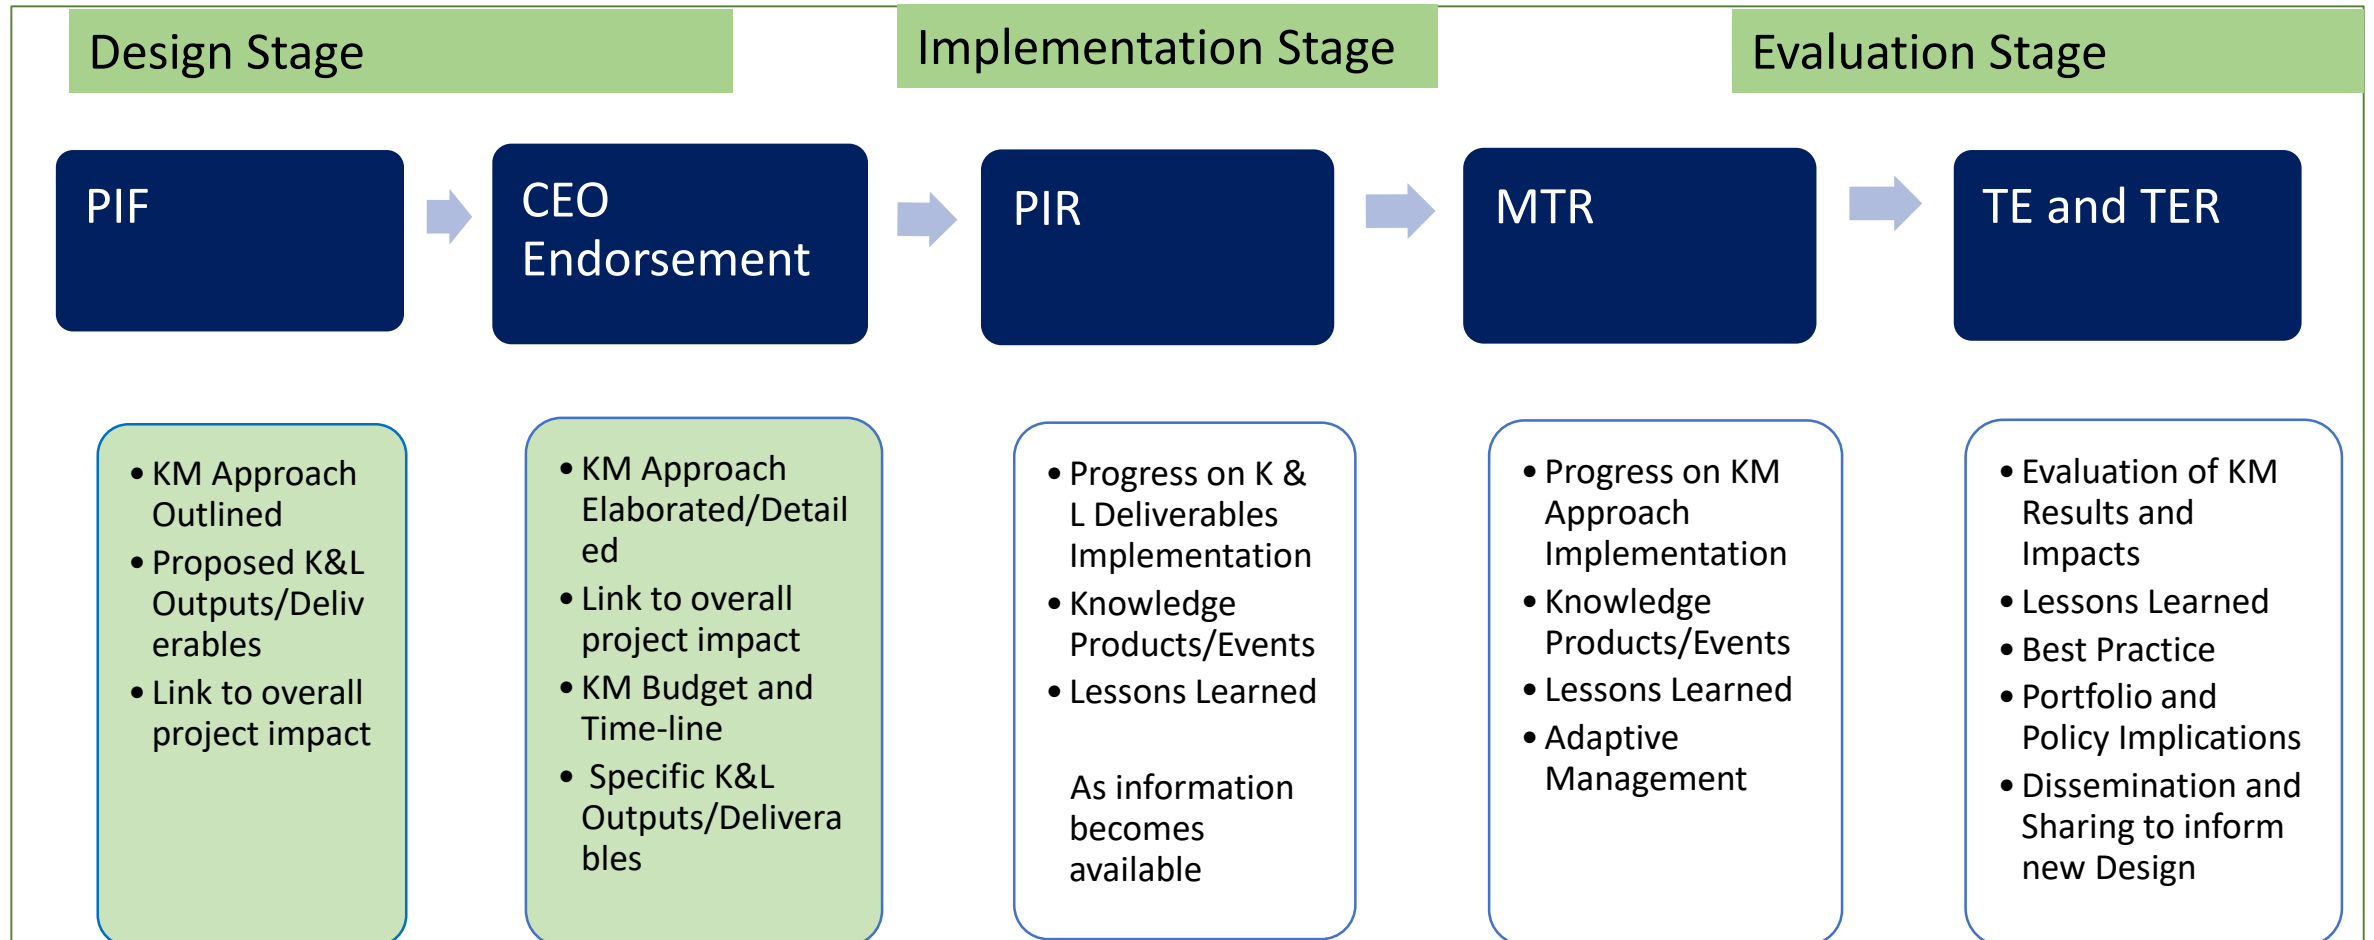 Design Stage
Implementation Stage
Evaluation Stage
PIF
CEO
Endorsement
PIR
MTR
TE and TER
• KM Approach
Outlined
• Proposed K&L
Outputs/Deliv
erables
• Link to overall
project impact
• KM Approach
Elaborated/Detail
ed
• Link to overall
project impact
• KM Budget and
Time-line
• Specific K&L
Outputs/Delivera
bles
• Progress on K &
L Deliverables
Implementation
• Knowledge
Products/Events
• Lessons Learned
As information
becomes
available
• Progress on KM
Approach
Implementation
• Knowledge
Products/Events
• Lessons Learned
• Adaptive
Management
• Evaluation of KM
Results and
Impacts
• Lessons Learned
• Best Practice
• Portfolio and
Policy Implications
• Dissemination and
Sharing to inform
new Design